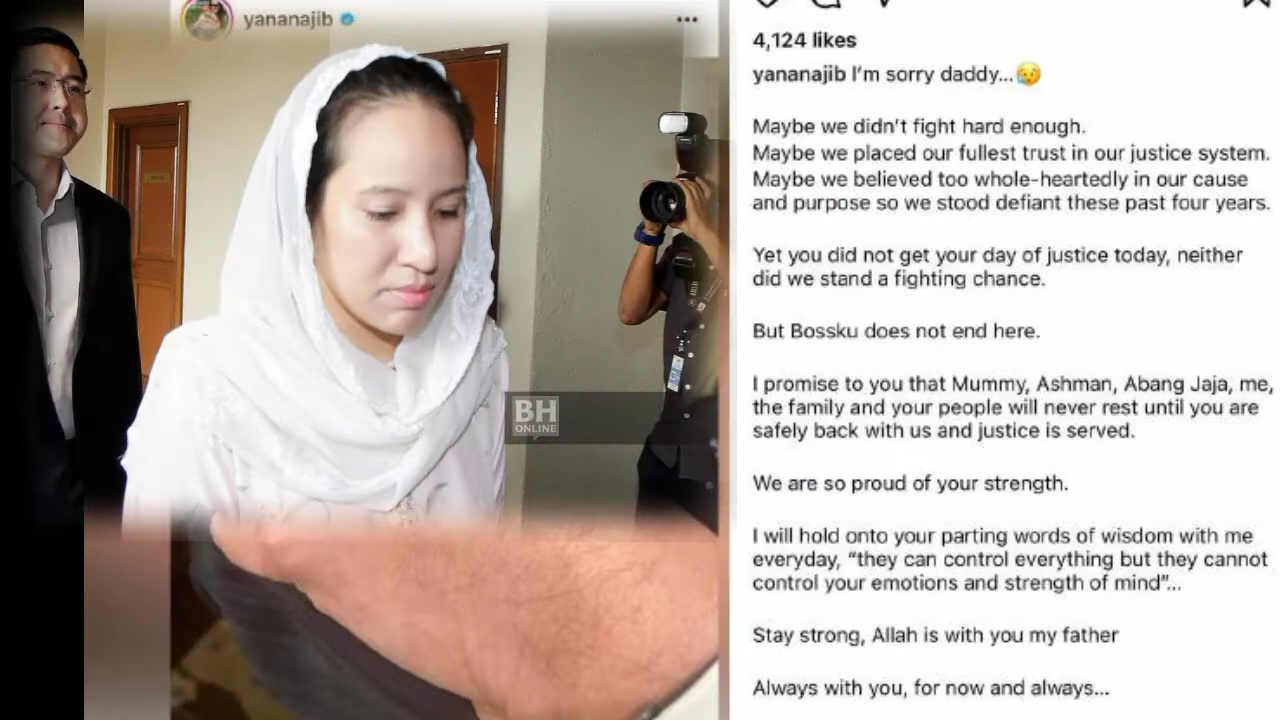 yananajib
BH
ONLINE
4,124 likes
yananajib I'm sorry daddy...😥
Maybe we didn't fight hard enough.
Maybe we placed our fullest trust in our justice system.
Maybe we believed too whole-heartedly in our cause
and purpose so we stood defiant these past four years.
Yet you did not get your day of justice today, neither
did we stand a fighting chance.
But Bossku does not end here.
I promise to you that Mummy, Ashman, Abang Jaja, me,
the family and your people will never rest until you are
safely back with us and justice is served.
We are so proud of your strength.
I will hold onto your parting words of wisdom with me
everyday, “they can control everything but they cannot
control your emotions and strength of mind”...
Stay strong, Allah is with you my father
Always with you, for now and always...